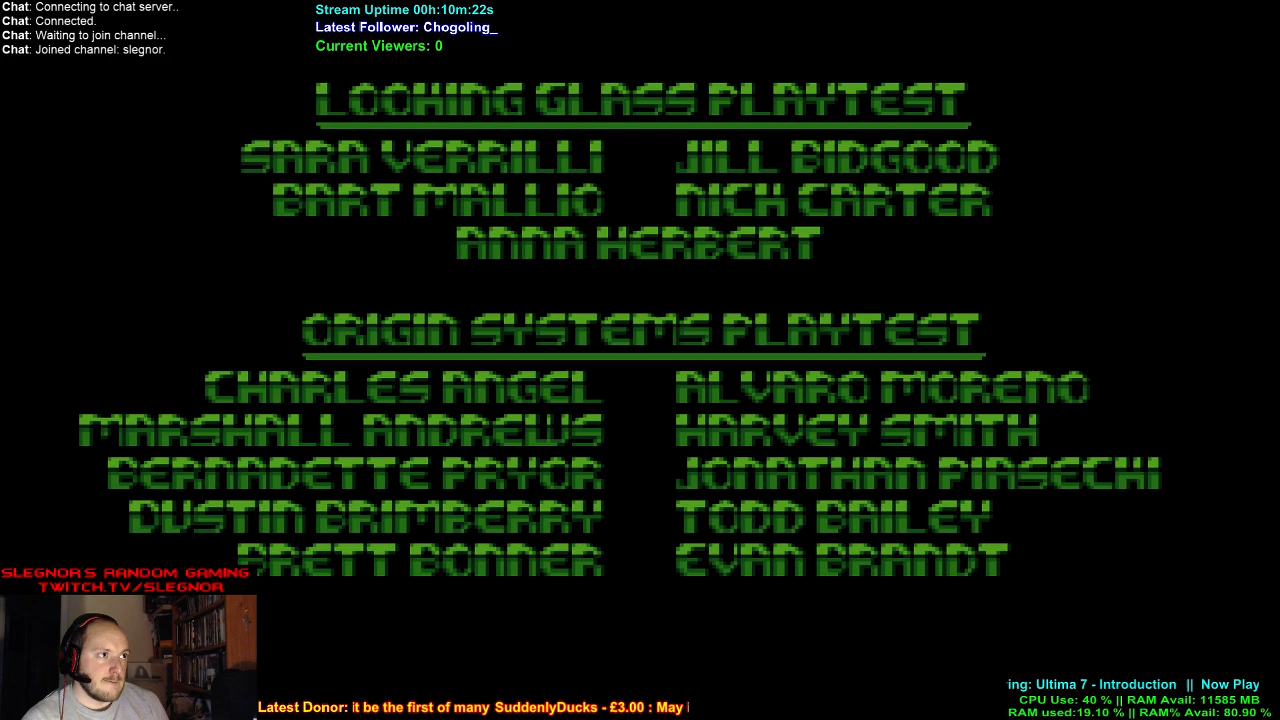 Chat: Connecting to chat server..
Chat: Connected.
Chat: Waiting to join channel...
Chat: Joined channel: slegnor.
Stream Uptime 00h:10m:22s
Latest Follower: Chogoling_
Current Viewers: 0
LOOKING GLASS PLAYTEST
SARA VERRILLI JILL BIDGOOD
BART MALLIO NICK CARTER
ANNA HERBERT
ORIGIN SYSTEMS PLAYTEST
CHARLES ANGEL ALVARO MORENO
MARSHALL ANDREWS HARVEY SMITH
BERNADETTE PRYOR JONATHAN PIASECKI
DUSTIN BRIMBERRY TODD BAILEY
BRETT BONNER EVAN BRANDT
SLEGNOR'S RANDOM GAMING
TWITCH.TV/SLEGNOR
Latest Donor: it be the first of many SuddenlyDucks - £3.00 : May i
ing: Ultima 7 - Introduction || Now Play
CPU Use: 40 % || RAM Avail: 11585 MB
RAM used:19.10 % || RAM% Avail: 80.90 %